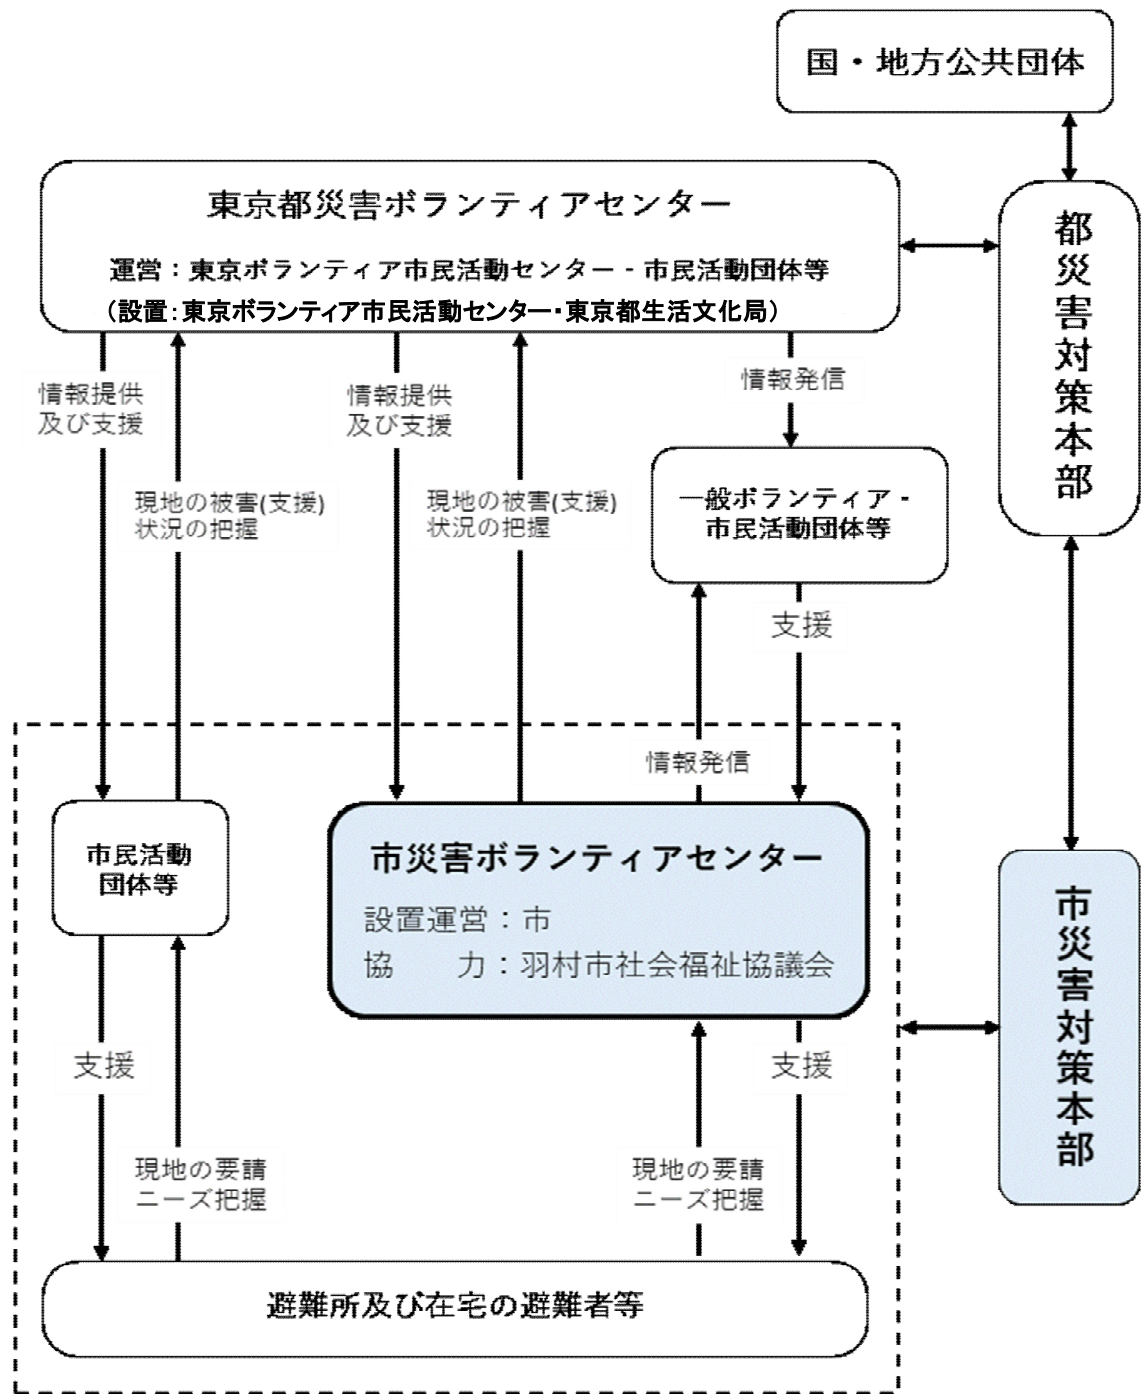 国・地方公共団体
東京都災害ボランティアセンター
運営：東京ボランティア市民活動センター - 市民活動団体等
（設置：東京ボランティア市民活動センター・東京都生活文化局）
都災害対策本部
情報提供
及び支援
現地の被害(支援)
状況の把握
情報提供
及び支援
現地の被害(支援)
状況の把握
情報発信
一般ボランティア -
市民活動団体等
支援
情報発信
市民活動
団体等
市災害ボランティアセンター
設置運営：市
協　　力：羽村市社会福祉協議会
市災害対策本部
支援
現地の要請
ニーズ把握
現地の要請
ニーズ把握
支援
避難所及び在宅の避難者等